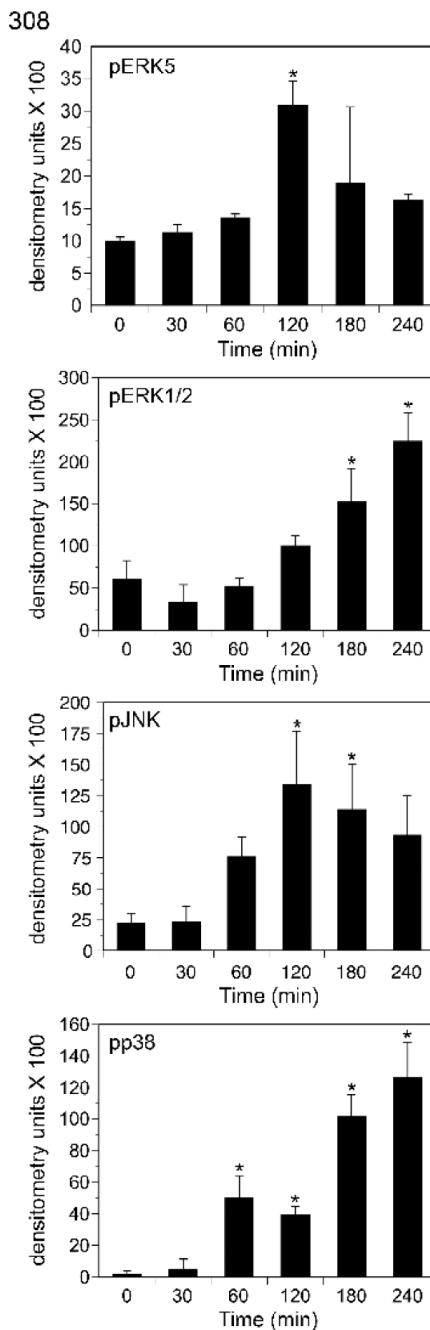 308
densitometry units X 100
pERK5
40
35
30
25
20
15
10
5
0
*
0 30 60 120 180 240
Time (min)
densitometry units X 100
pERK1/2
300
250
200
150
100
50
0
* *
0 30 60 120 180 240
Time (min)
densitometry units X 100
pJNK
200
175
150
125
100
75
50
25
0
* *
0 30 60 120 180 240
Time (min)
densitometry units X 100
pp38
160
140
120
100
80
60
40
20
0
* * * *
0 30 60 120 180 240
Time (min)